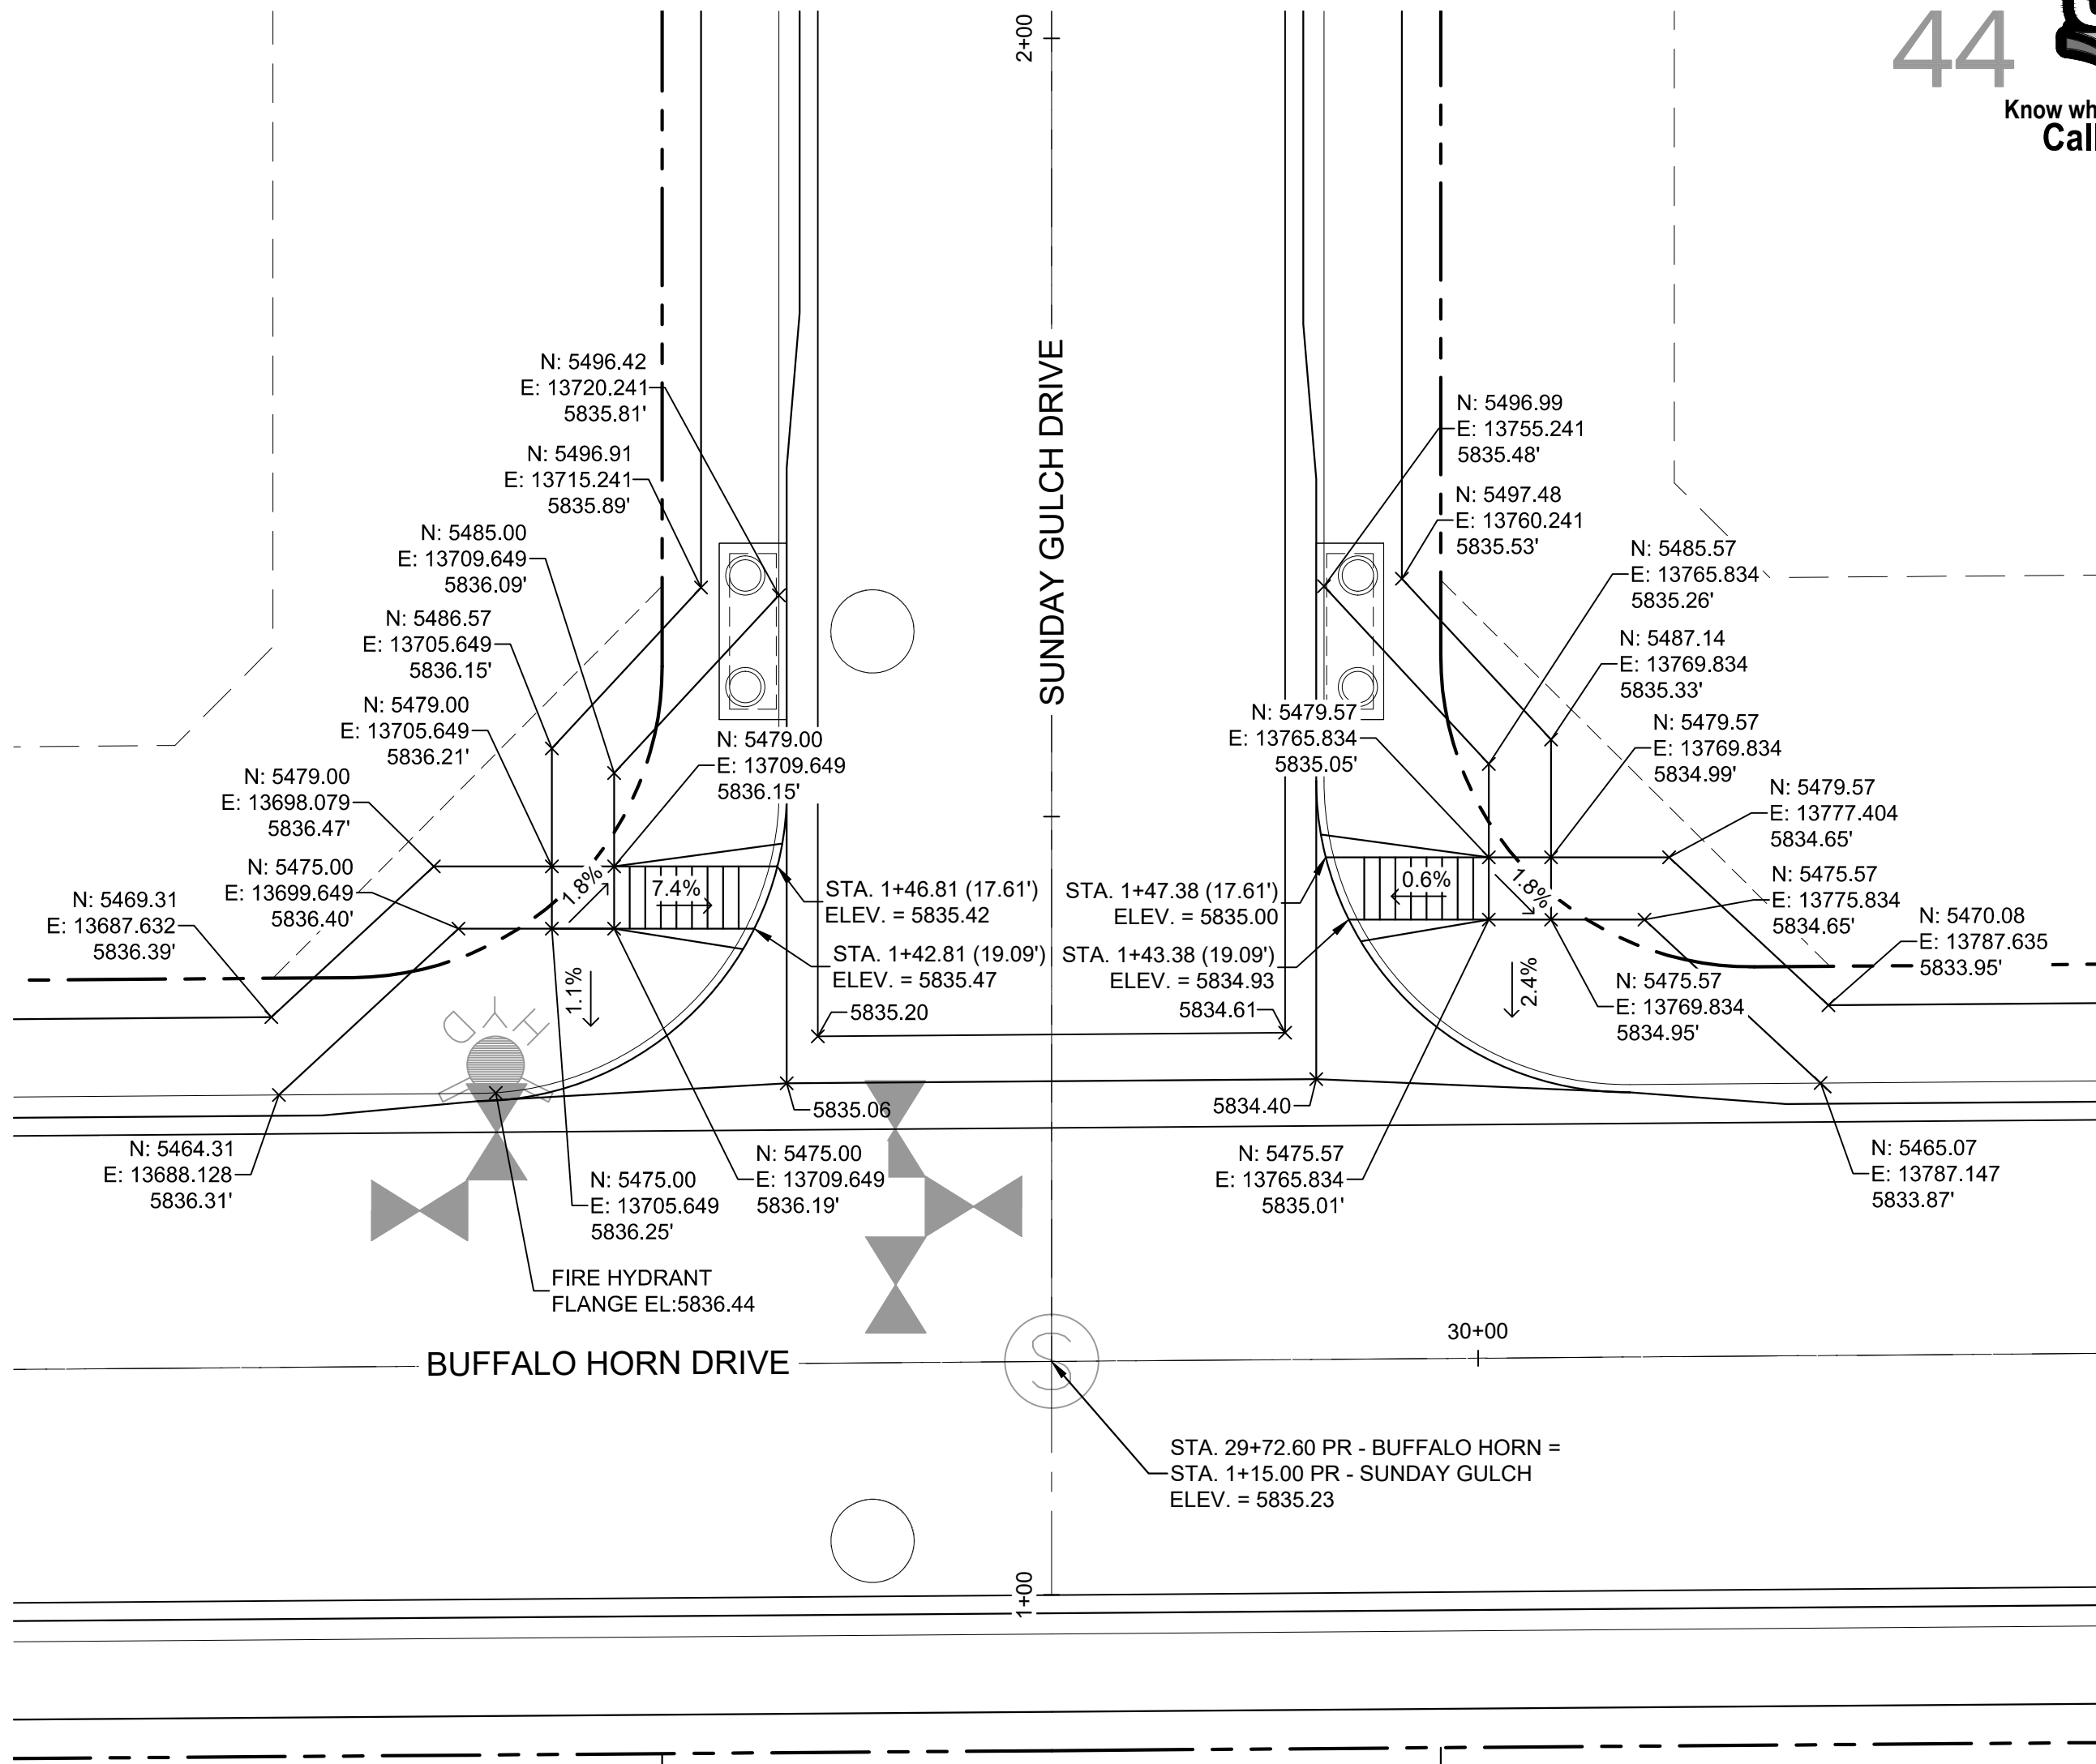 2+00
44
Know wh
Call
SUNDAY GULCH DRIVE
N: 5496.42
E: 13720.241
5835.81'
N: 5496.91
E: 13715.241
5835.89'
N: 5485.00
E: 13709.649
5836.09'
N: 5486.57
E: 13705.649
5836.15'
N: 5479.00
E: 13705.649
5836.21'
N: 5479.00
E: 13698.079
5836.47'
N: 5475.00
E: 13699.649
5836.40'
N: 5469.31
E: 13687.632
5836.39'
N: 5479.00
E: 13709.649
5836.15'
1.8%
7.4%
1.1%
HYD
STA. 1+46.81 (17.61')
ELEV. = 5835.42
STA. 1+42.81 (19.09')
ELEV. = 5835.47
5835.20
5835.06
N: 5464.31
E: 13688.128
5836.31'
N: 5475.00
E: 13705.649
5836.25'
N: 5475.00
E: 13709.649
5836.19'
FIRE HYDRANT
FLANGE EL:5836.44
N: 5496.99
E: 13755.241
5835.48'
N: 5497.48
E: 13760.241
5835.53'
N: 5485.57
E: 13765.834
5835.26'
N: 5487.14
E: 13769.834
5835.33'
N: 5479.57
E: 13765.834
5835.05'
N: 5479.57
E: 13769.834
5834.99'
N: 5479.57
E: 13777.404
5834.65'
N: 5475.57
E: 13775.834
5834.65'
N: 5470.08
E: 13787.635
5833.95'
0.6%
1.8%
2.4%
STA. 1+47.38 (17.61')
ELEV. = 5835.00
STA. 1+43.38 (19.09')
ELEV. = 5834.93
5834.61
5834.40
N: 5475.57
E: 13769.834
5834.95'
N: 5475.57
E: 13765.834
5835.01'
N: 5465.07
E: 13787.147
5833.87'
BUFFALO HORN DRIVE
S
30+00
STA. 29+72.60 PR - BUFFALO HORN =
STA. 1+15.00 PR - SUNDAY GULCH
ELEV. = 5835.23
1+00